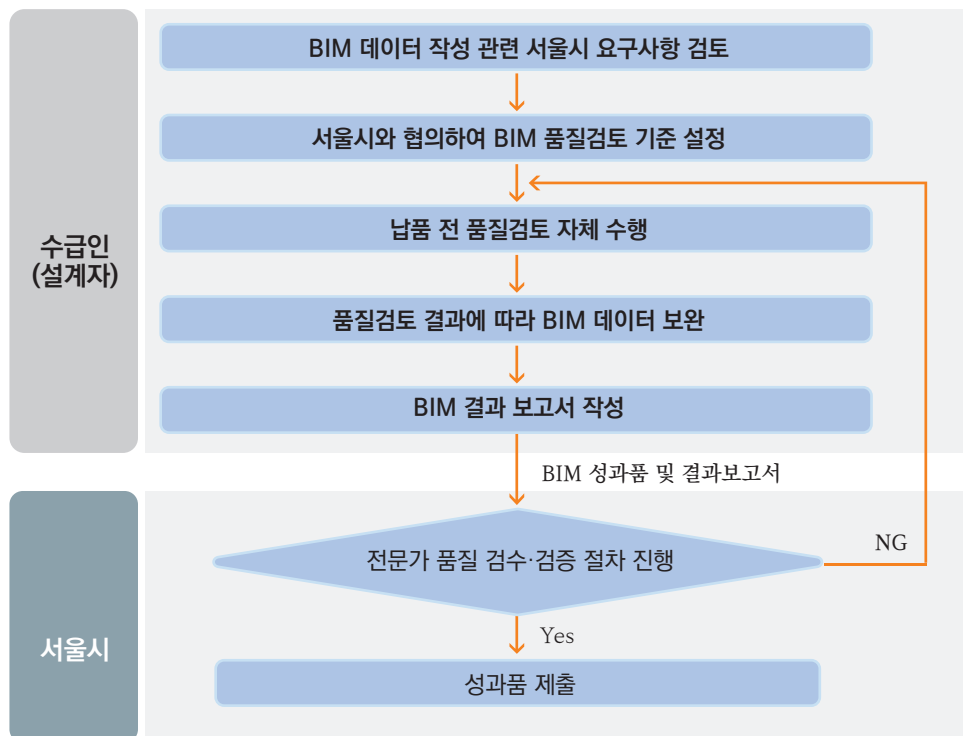 BIM 데이터 작성 관련 서울시 요구사항 검토
서울시와 협의하여 BIM 품질검토 기준 설정
수급인
(설계자)
납품 전 품질검토 자체 수행
품질검토 결과에 따라 BIM 데이터 보완
BIM 결과 보고서 작성
BIM 성과품 및 결과보고서
전문가 품질 검수·검증 절차 진행
NG
Yes
서울시
성과품 제출